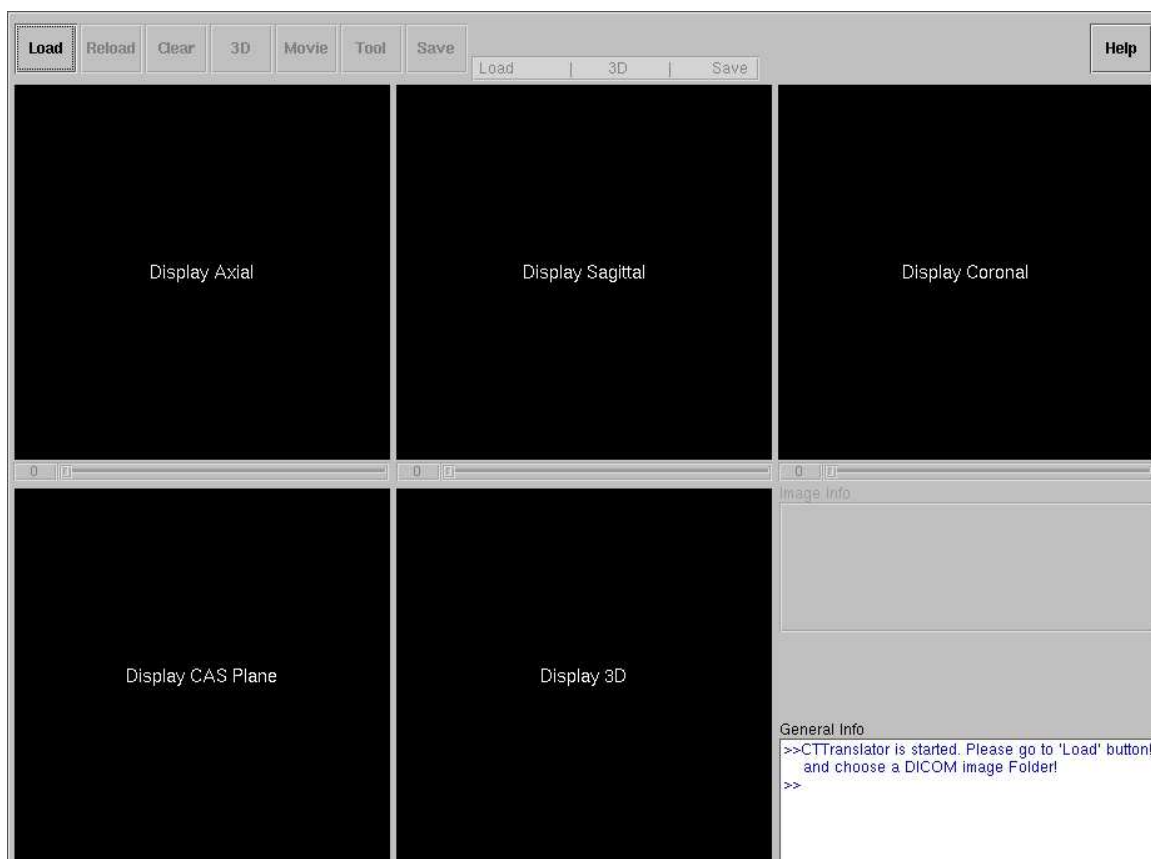 Load Reload Clear 3D Movie Tool Save Help
Load | 3D | Save
Display Axial Display Sagittal Display Coronal
0 0 0
Image Info
Display CAS Plane Display 3D
General Info
>>CTTranslator is started. Please go to 'Load' button!
and choose a DICOM image Folder!
>>